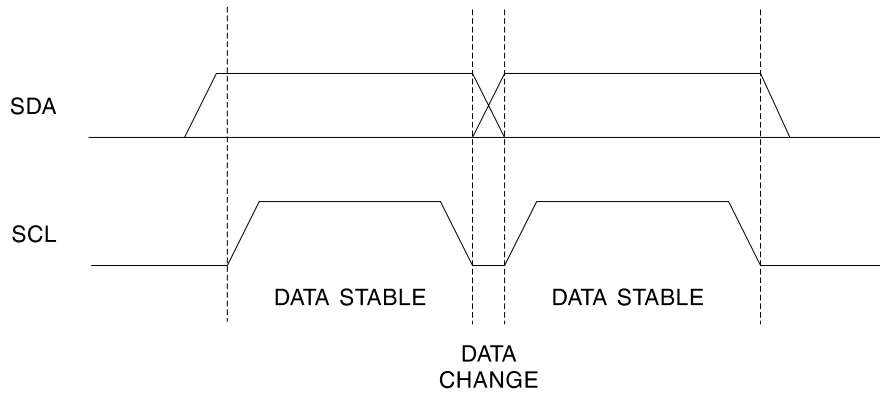 SDA
SCL
DATA STABLE
DATA STABLE
DATA
CHANGE